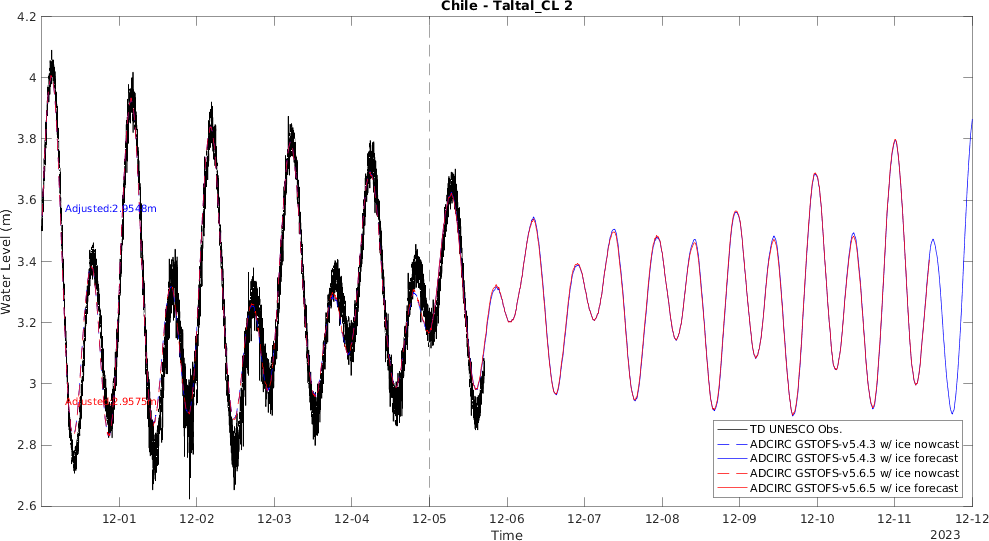 Chile - Taltal_CL 2
4.2
4
3.8
3.6
3.4
3.2
3
2.8
2.6
Water Level (m)
Adjusted:2.9548m
Adjusted:2.9575m
TD UNESCO Obs.
ADCIRC GSTOFS-v5.4.3 w/ ice nowcast
ADCIRC GSTOFS-v5.4.3 w/ ice forecast
ADCIRC GSTOFS-v5.6.5 w/ ice nowcast
ADCIRC GSTOFS-v5.6.5 w/ ice forecast
12-01 12-02 12-03 12-04 12-05 12-06 12-07 12-08 12-09 12-10 12-11 12-12
Time
2023